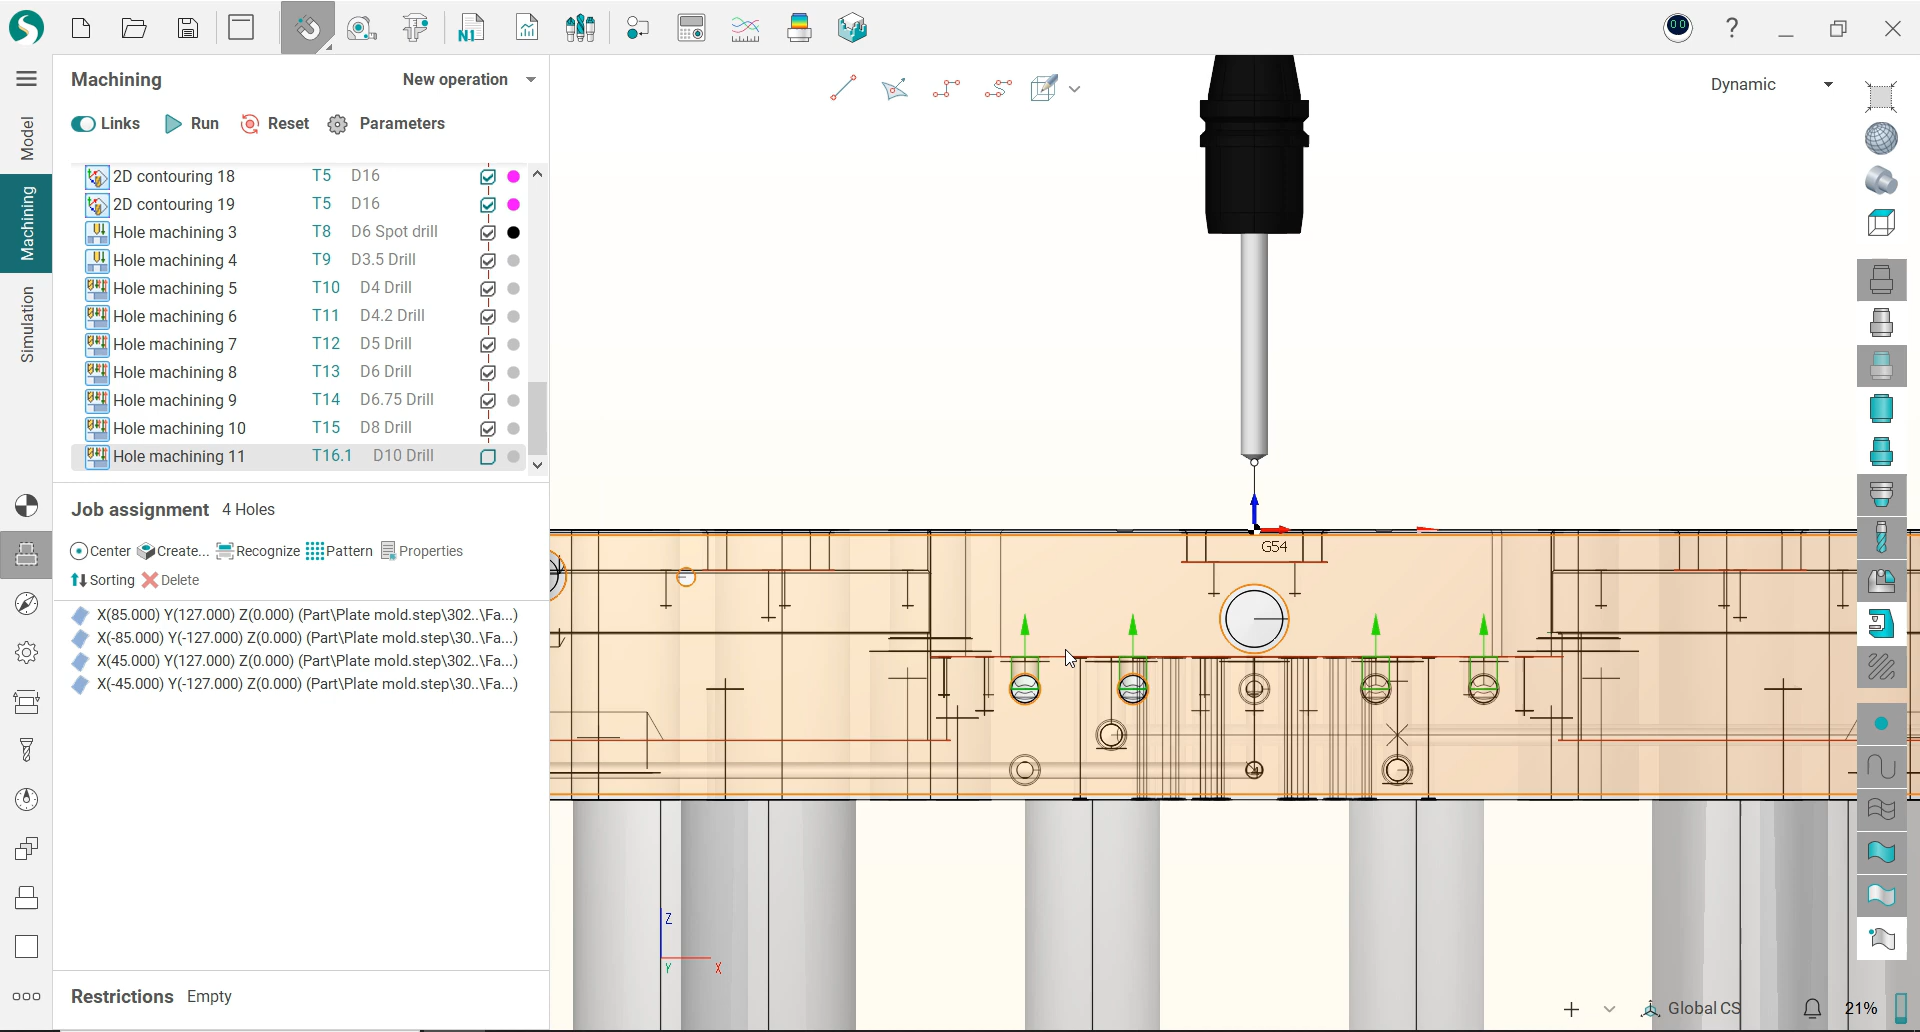 N1
Machining
New operation
Dynamic
Links
Run
Reset
Parameters
Model
Machining
Simulation
2D contouring 18 T5 D16
2D contouring 19 T5 D16
Hole machining 3 T8 D6 Spot drill
Hole machining 4 T9 D3.5 Drill
Hole machining 5 T10 D4 Drill
Hole machining 6 T11 D4.2 Drill
Hole machining 7 T12 D5 Drill
Hole machining 8 T13 D6 Drill
Hole machining 9 T14 D6.75 Drill
Hole machining 10 T15 D8 Drill
Hole machining 11 T16.1 D10 Drill
Job assignment 4 Holes
Center Create... Recognize Pattern Properties
Sorting Delete
X(85.000) Y(127.000) Z(0.000) (Part\Plate mold.step\302..\Fa...)
X(-85.000) Y(-127.000) Z(0.000) (Part\Plate mold.step\30..\Fa...)
X(45.000) Y(127.000) Z(0.000) (Part\Plate mold.step\302..\Fa...)
X(-45.000) Y(-127.000) Z(0.000) (Part\Plate mold.step\30..\Fa...)
G54
Z
Y X
Restrictions Empty
Global CS
21%